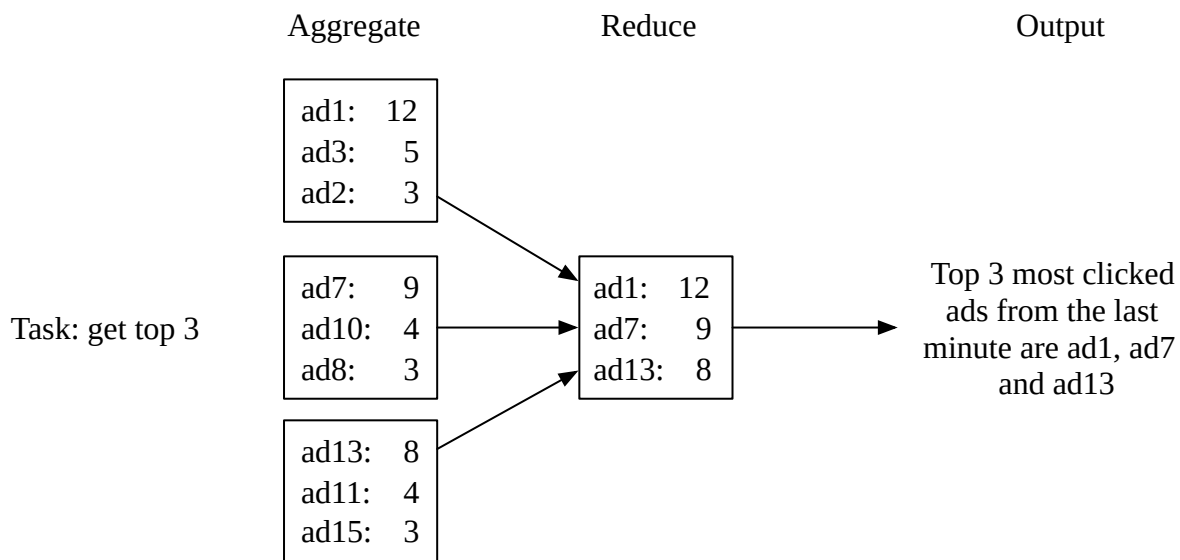 Aggregate
Reduce
Output
Task: get top 3
ad1: 12
ad3: 5
ad2: 3
ad7: 9
ad10: 4
ad8: 3
ad13: 8
ad11: 4
ad15: 3
ad1: 12
ad7: 9
ad13: 8
Top 3 most clicked
ads from the last
minute are ad1, ad7
and ad13